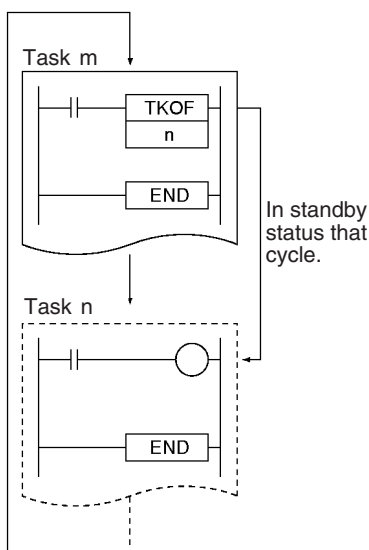 Task m
TKOF
n
END
In standby
status that
cycle.
Task n
END